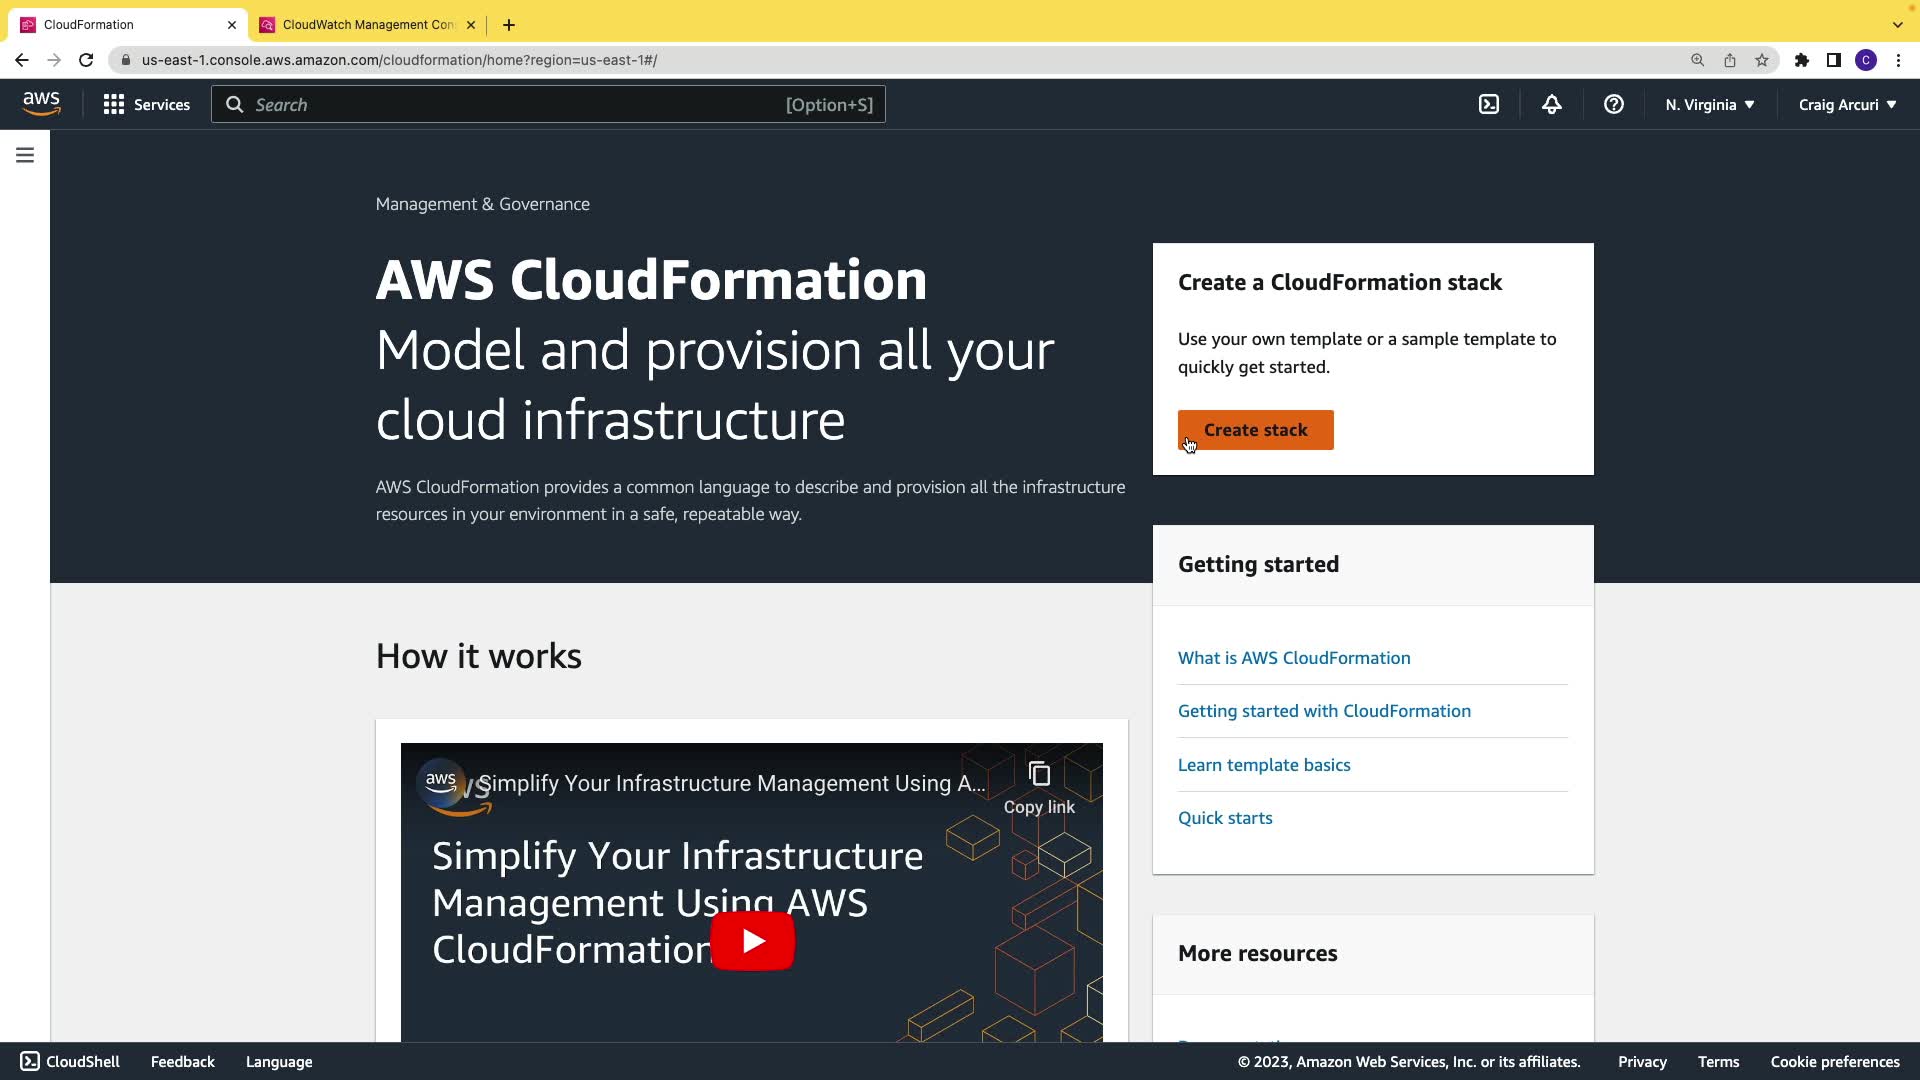 CloudFormation
CloudWatch Management Con
us-east-1.console.aws.amazon.com/cloudformation/home?region=us-east-1#/
C
aws
Services
Search
[Option+S]
N. Virginia ▼
Craig Arcuri ▼
Management & Governance
AWS CloudFormation
Model and provision all your
cloud infrastructure
AWS CloudFormation provides a common language to describe and provision all the infrastructure
resources in your environment in a safe, repeatable way.
Create a CloudFormation stack
Use your own template or a sample template to
quickly get started.
Create stack
Getting started
What is AWS CloudFormation
Getting started with CloudFormation
Learn template basics
Quick starts
More resources
How it works
aws
Simplify Your Infrastructure Management Using A...
Copy link
Simplify Your Infrastructure
Management Using AWS
CloudFormation
CloudShell
Feedback
Language
© 2023, Amazon Web Services, Inc. or its affiliates.
Privacy
Terms
Cookie preferences